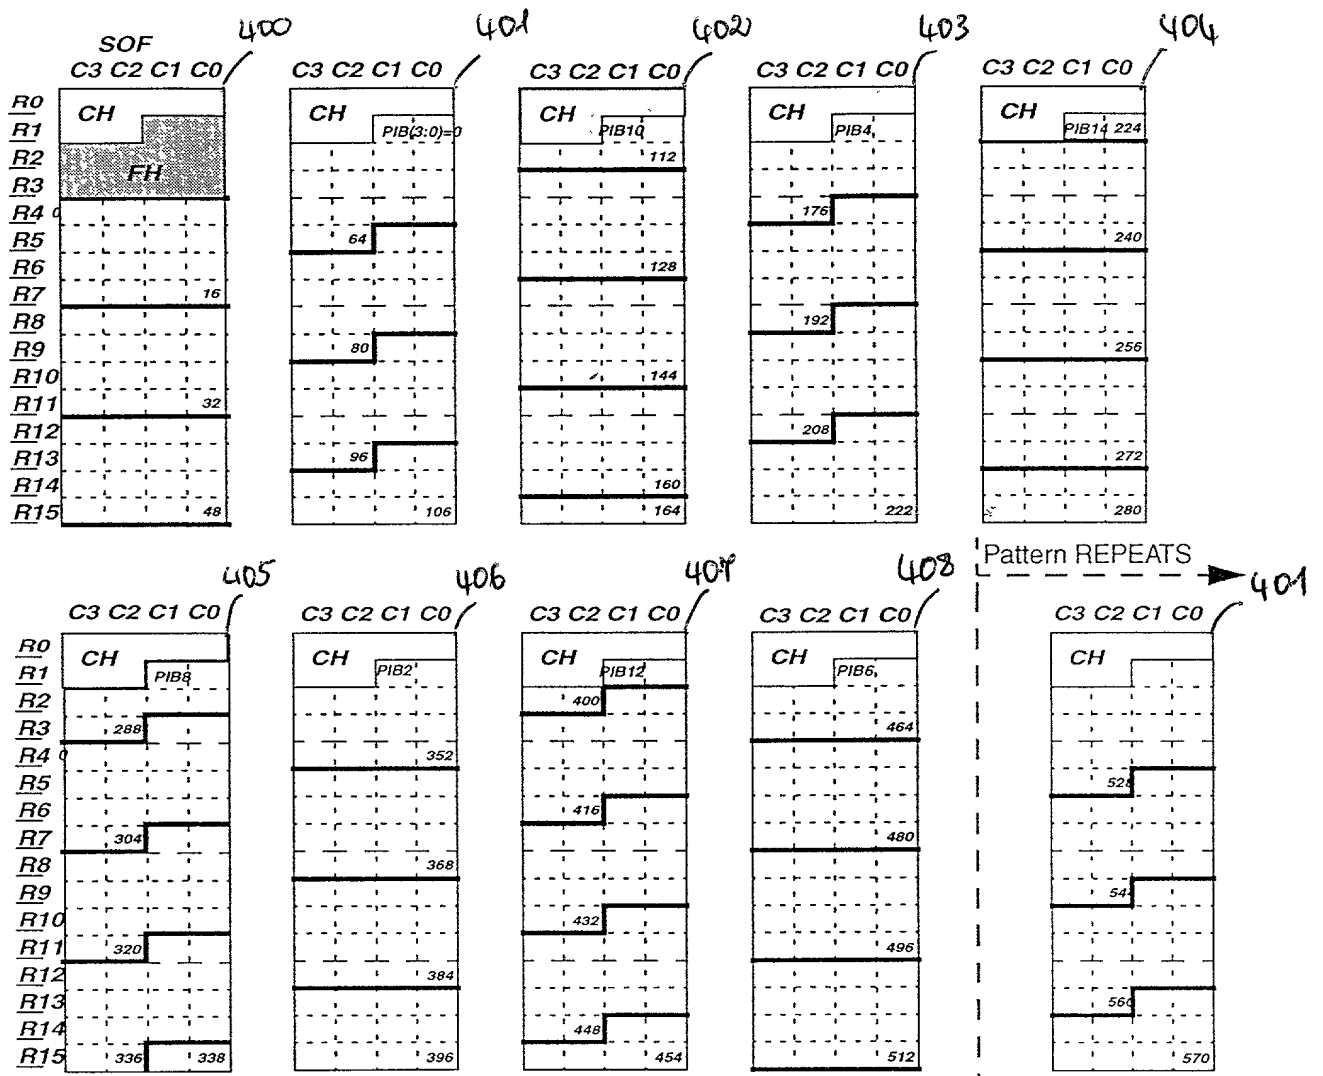 400 401 402 403 404
SOF
C3 C2 C1 C0 C3 C2 C1 C0 C3 C2 C1 C0 C3 C2 C1 C0 C3 C2 C1 C0
R0 CH CH CH CH CH
R1 PIB(3:0)=0 PIB10 PIB4 PIB14 224
R2 FH 112
R3
R4 0 176
R5 64 240
R6 128
R7 16
R8 192
R9 80 256
R10 144
R11 32
R12 208
R13 96 272
R14 160
R15 48 106 164 222 280
Pattern REPEATS
405 406 407 408 401
C3 C2 C1 C0 C3 C2 C1 C0 C3 C2 C1 C0 C3 C2 C1 C0 C3 C2 C1 C0
R0 CH CH CH CH CH
R1 PIB8 PIB2 PIB12 PIB6
R2 400
R3 288 464
R4 0 352
R5 528
R6 416
R7 304 480
R8 368
R9 544
R10 432
R11 320 496
R12 384
R13 560
R14 448
R15 336 338 396 454 512 570